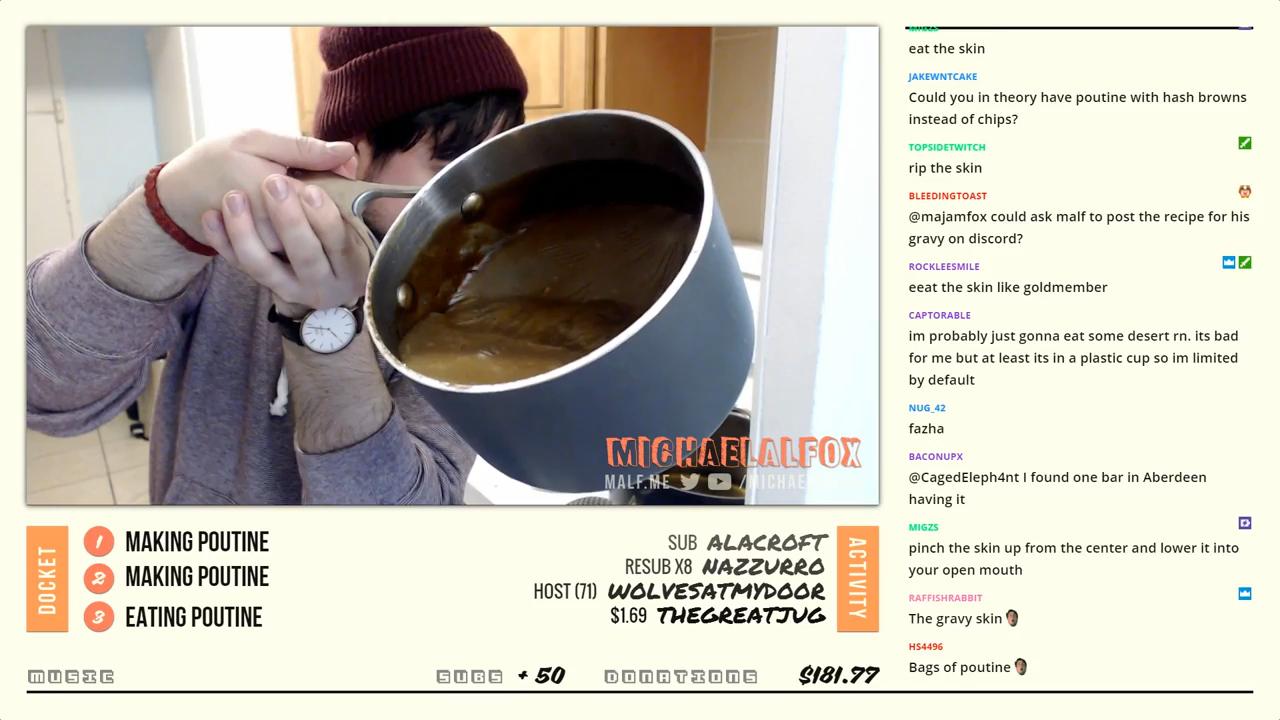 MICHAELALFOX
MALF.ME
DOCKET
1 MAKING POUTINE
2 MAKING POUTINE
3 EATING POUTINE
SUB ALACROFT
RESUB X8 NAZZURRO
HOST (71) WOLVESATMYDOOR
$1.69 THEGREATJUG
ACTIVITY
MUSIC
SUBS + 50
DONATIONS $181.77
MIGZS
eat the skin
JAKEWNTCAKE
Could you in theory have poutine with hash browns
instead of chips?
TOPSIDETWITCH
rip the skin
BLEEDINGTOAST
@majamfox could ask malf to post the recipe for his
gravy on discord?
ROCKLEESMILE
eeat the skin like goldmember
CAPTORABLE
im probably just gonna eat some desert rn. its bad
for me but at least its in a plastic cup so im limited
by default
NUG_42
fazha
BACONUPX
@CagedEleph4nt I found one bar in Aberdeen
having it
MIGZS
pinch the skin up from the center and lower it into
your open mouth
RAFFISHRABBIT
The gravy skin
HS4496
Bags of poutine